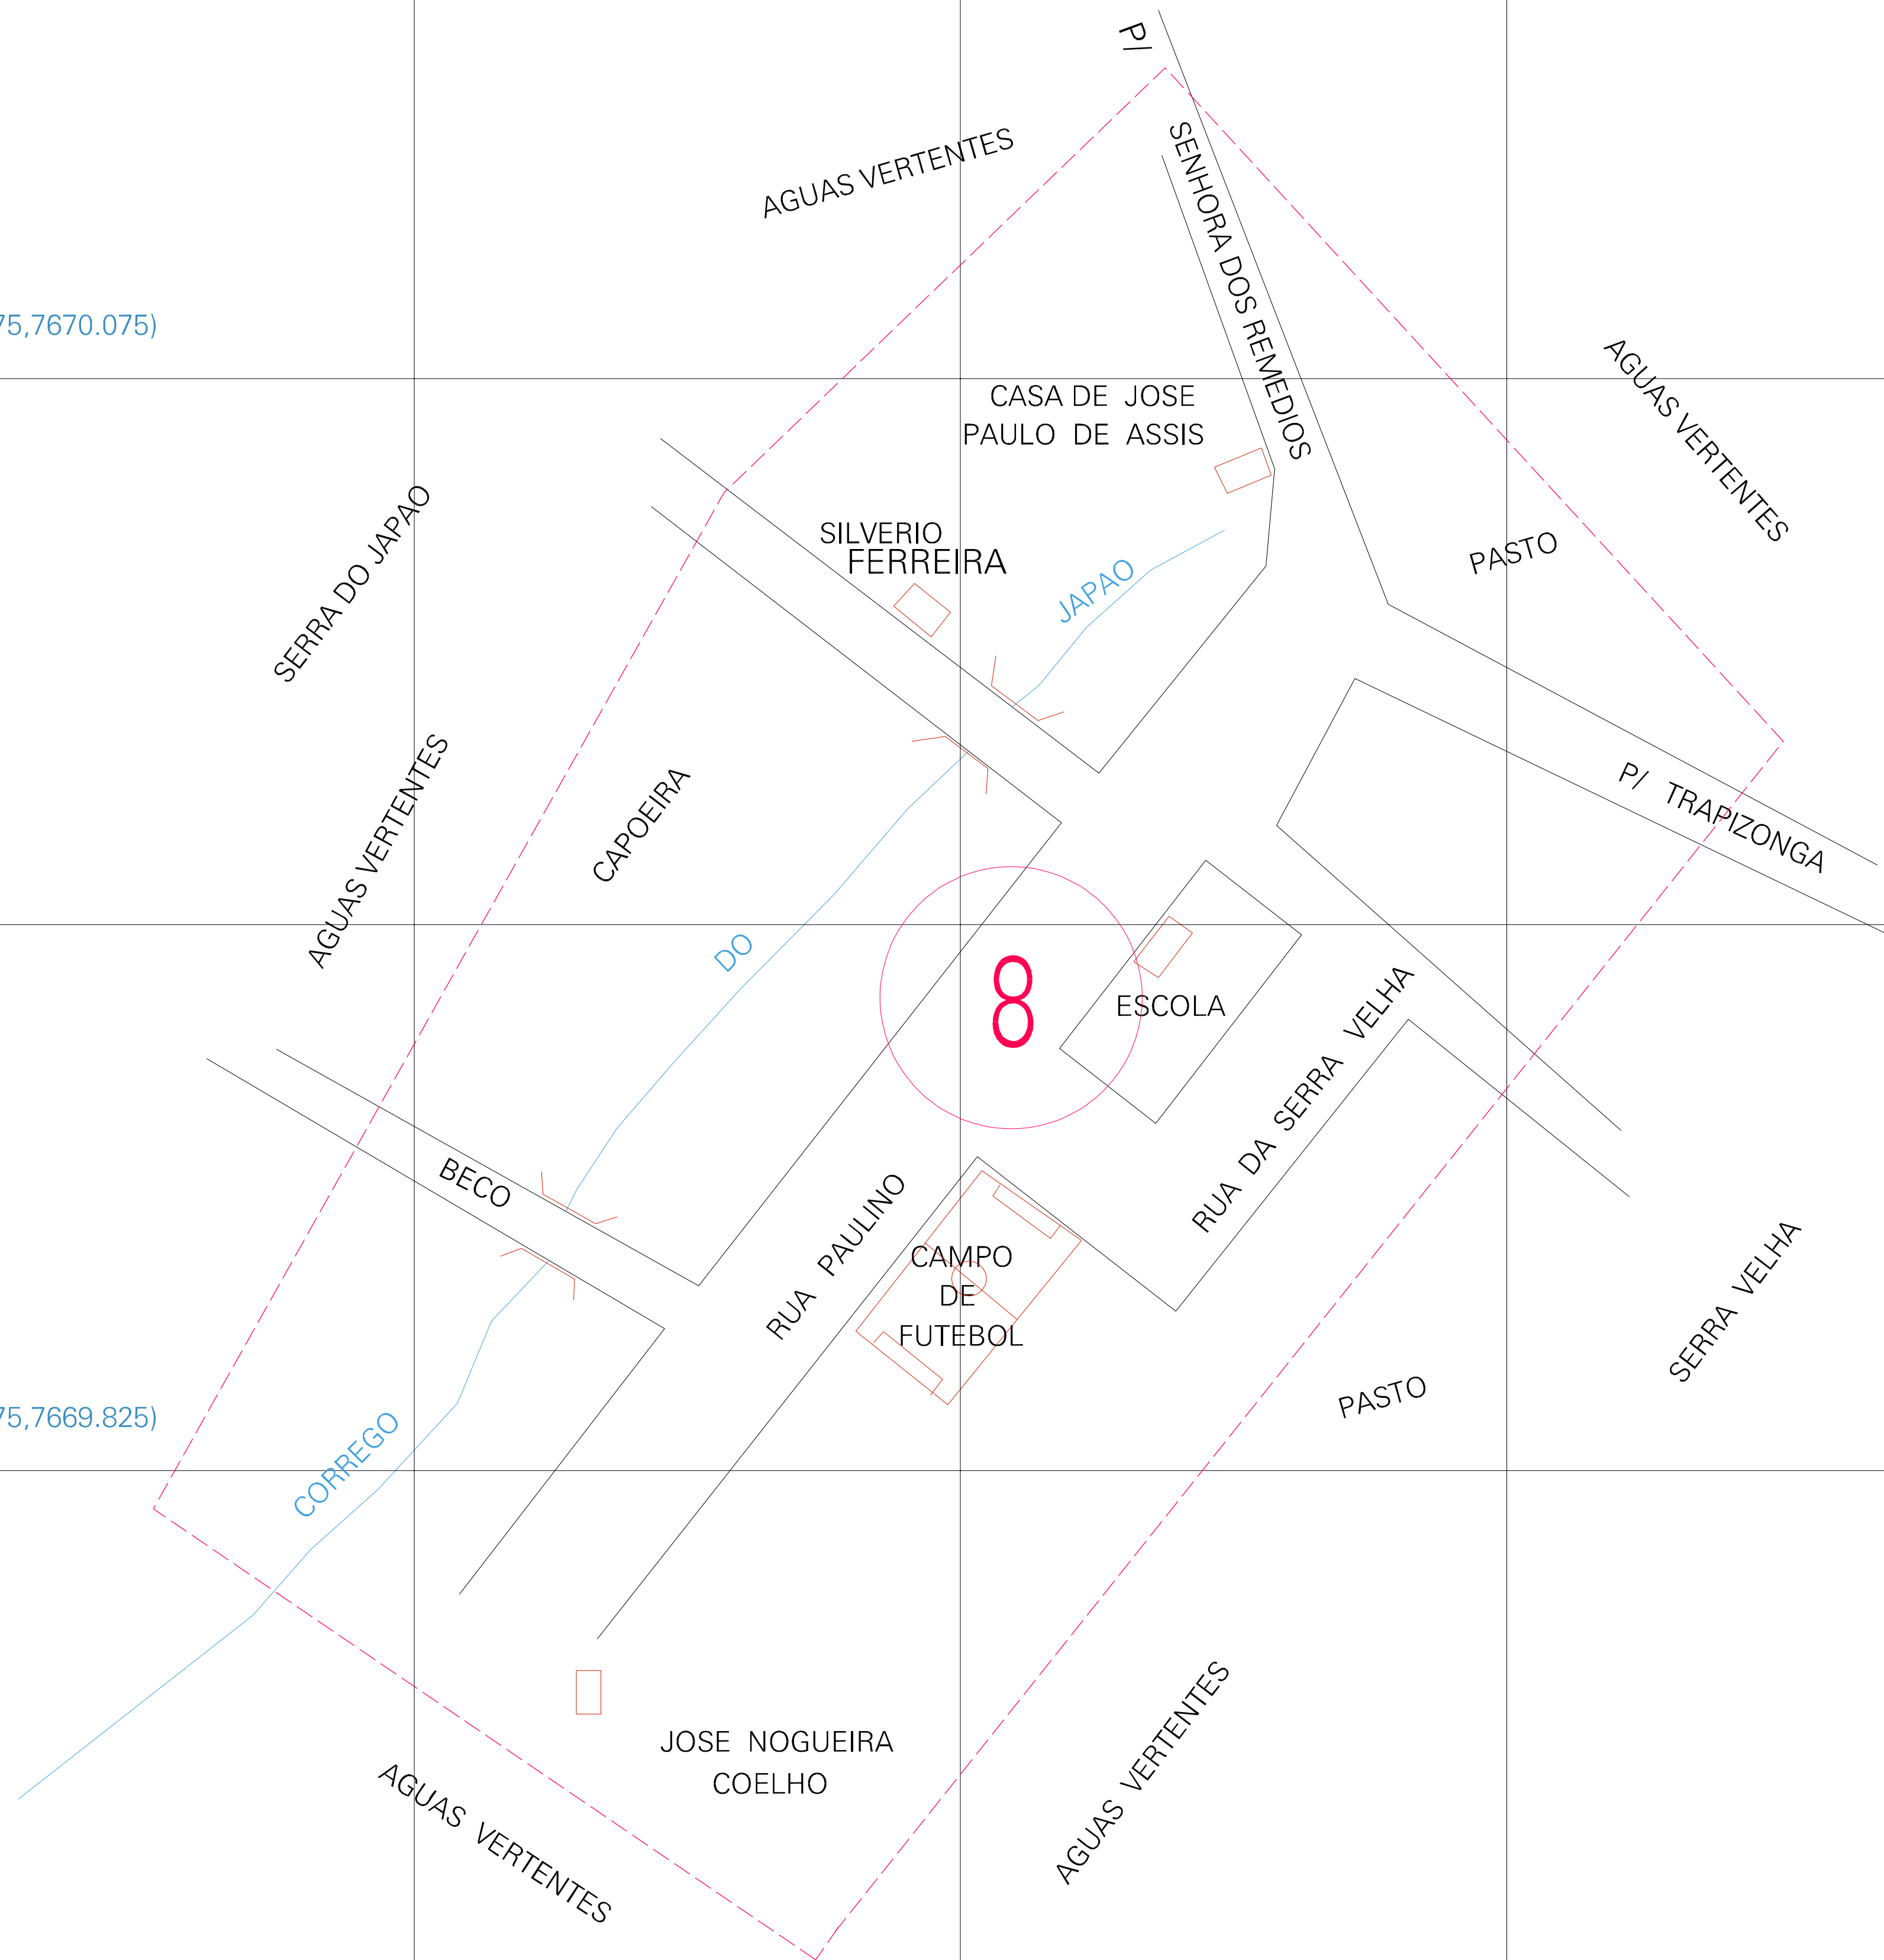 P/
SENHORA DOS REMEDIOS
AGUAS VERTENTES
75,7670.075)
AGUAS VERTENTES
CASA DE JOSE
PAULO DE ASSIS
SERRA DO JAPAO
SILVERIO
FERREIRA
JAPAO
PASTO
AGUAS VERTENTES
CAPOEIRA
P/ TRAPIZONGA
DO
8
ESCOLA
BECO
RUA PAULINO
RUA DA SERRA VELHA
CAMPO
DE
FUTEBOL
SERRA VELHA
75,7669.825)
CORREGO
PASTO
JOSE NOGUEIRA
COELHO
AGUAS VERTENTES
AGUAS VERTENTES